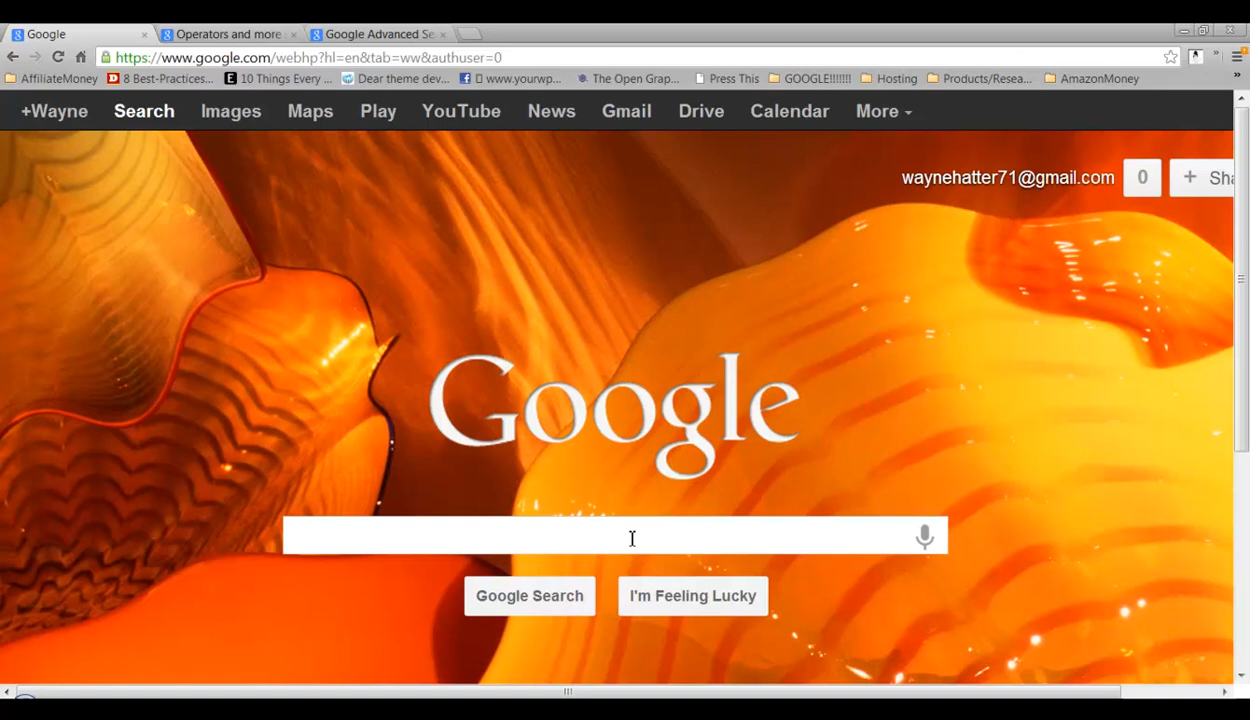 Google
Operators and more
Google Advanced Se
https://www.google.com/webhp?hl=en&tab=ww&authuser=0
AffiliateMoney
8 Best-Practices...
10 Things Every ...
Dear theme dev...
www.yourwp...
The Open Grap...
Press This
GOOGLE!!!!!!!
Hosting
Products/Resea...
AmazonMoney
+Wayne Search Images Maps Play YouTube News Gmail Drive Calendar More
waynehatter71@gmail.com 0 + Sha
Google
Google Search
I'm Feeling Lucky